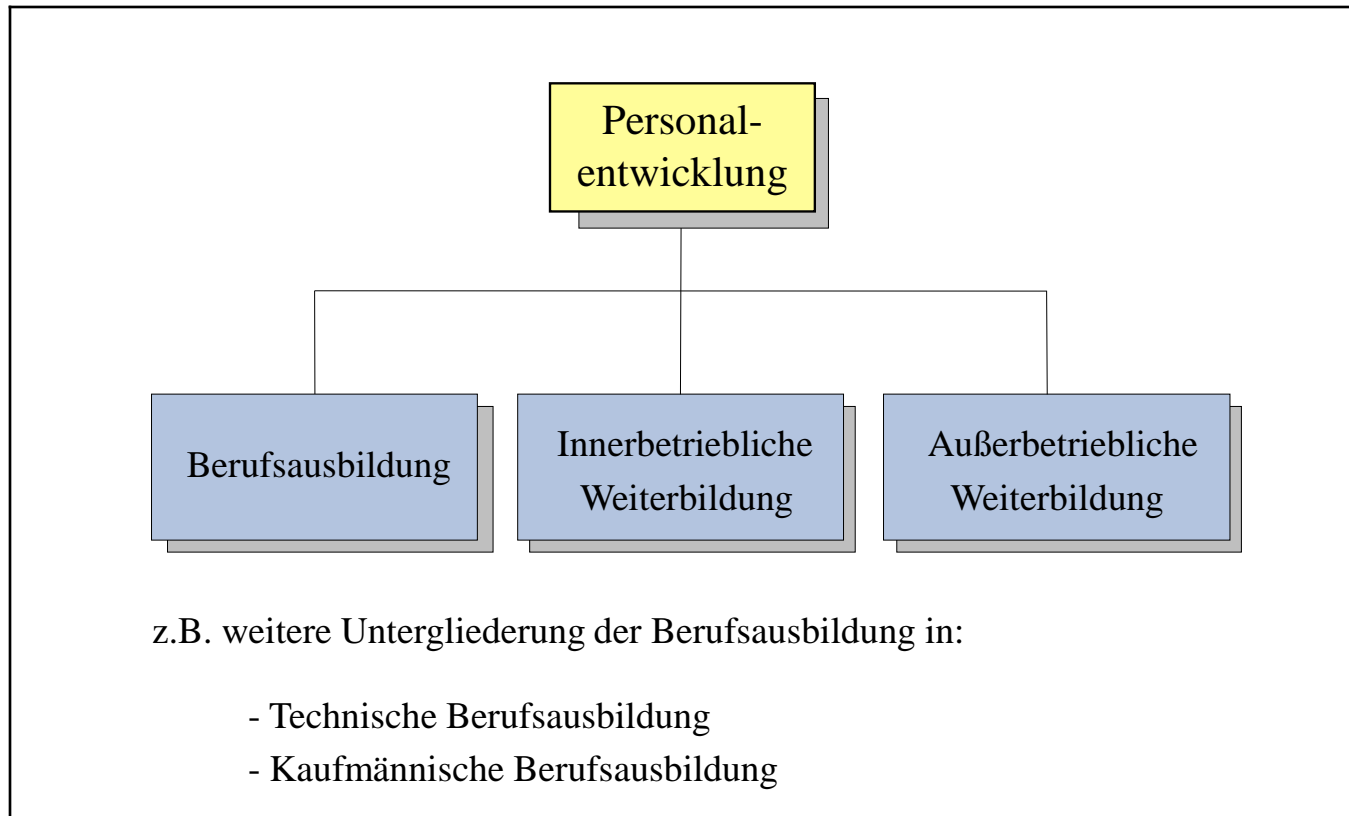 Personal-
entwicklung
Berufsausbildung
Innerbetriebliche
Weiterbildung
Außerbetriebliche
Weiterbildung
z.B. weitere Untergliederung der Berufsausbildung in:
- Technische Berufsausbildung
- Kaufmännische Berufsausbildung